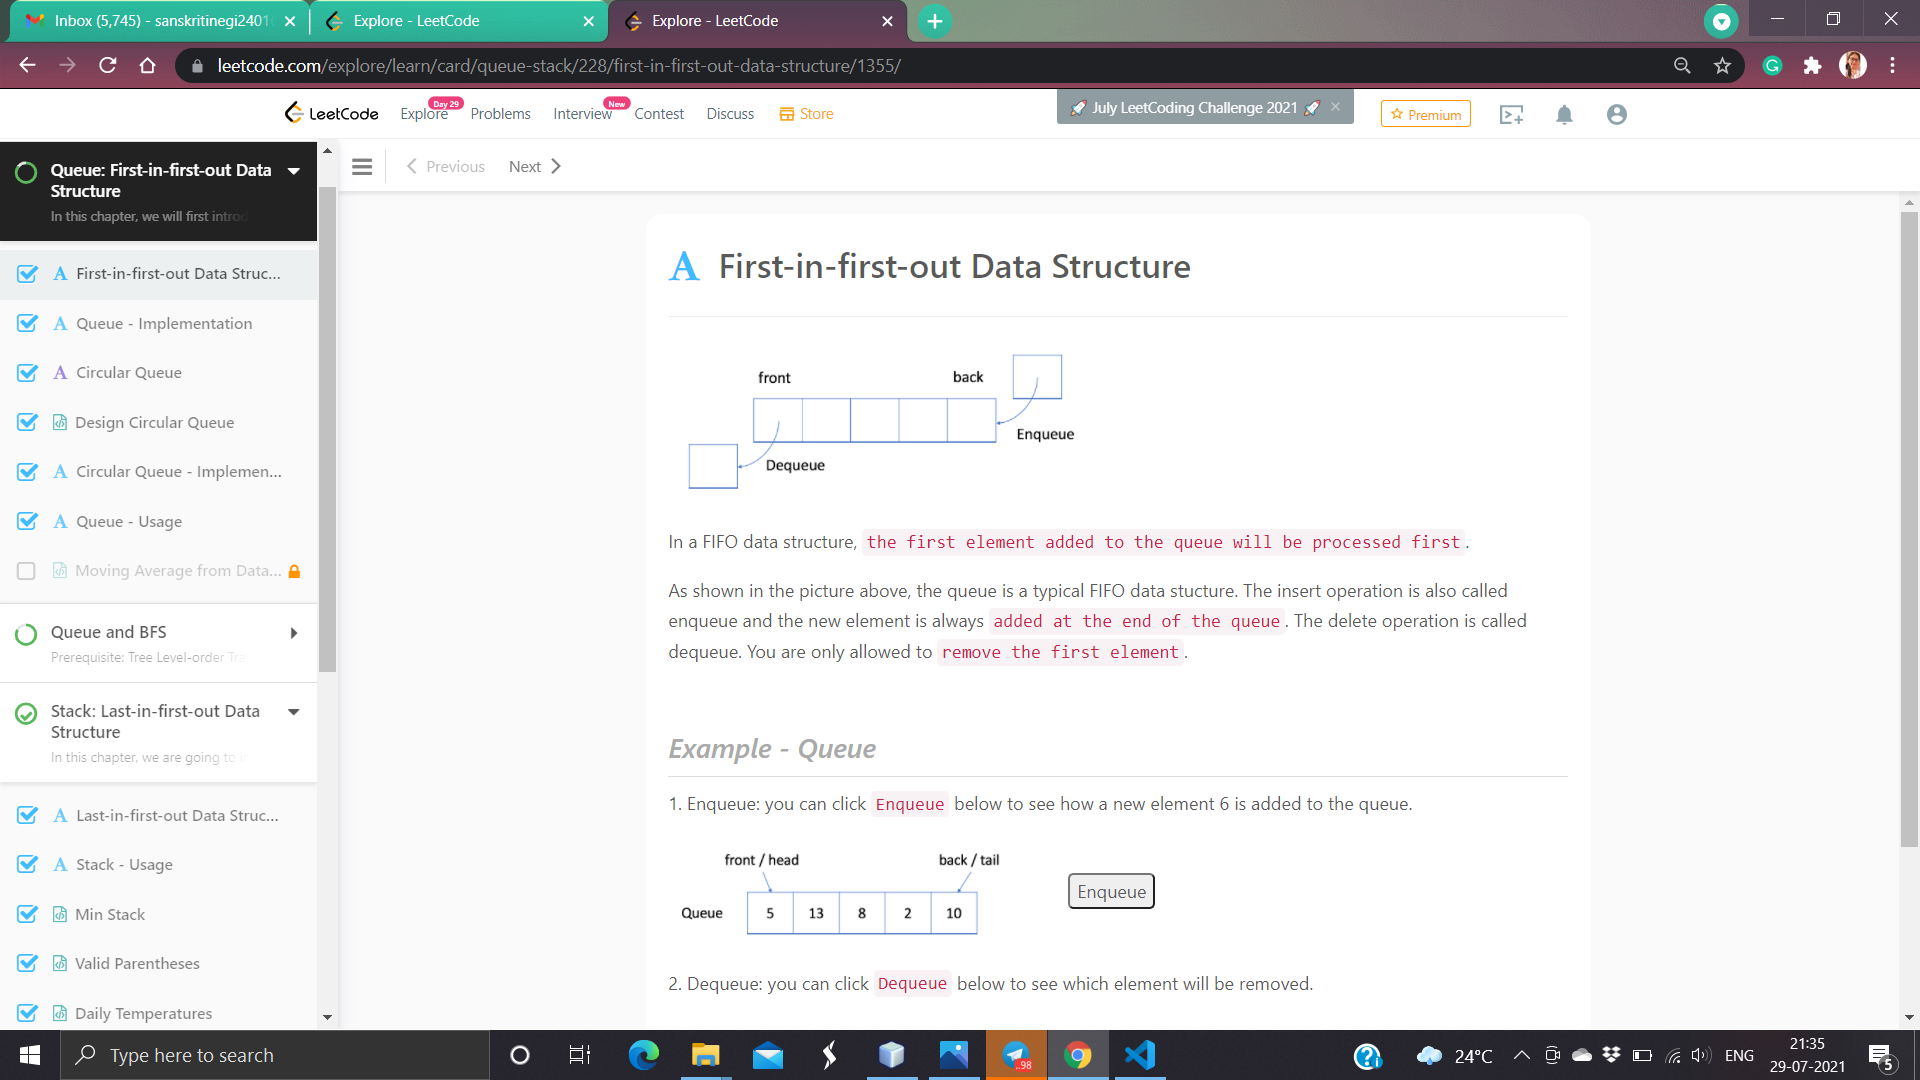 Inbox (5,745) - sanskritinegi2401
Explore - LeetCode
Explore - LeetCode
leetcode.com/explore/learn/card/queue-stack/228/first-in-first-out-data-structure/1355/
LeetCode
Explore
Day 29
Problems
Interview
New
Contest
Discuss
Store
July LeetCoding Challenge 2021
Premium
Previous
Next
Queue: First-in-first-out Data
Structure
In this chapter, we will first introd
First-in-first-out Data Struc...
Queue - Implementation
Circular Queue
Design Circular Queue
Circular Queue - Implemen...
Queue - Usage
Moving Average from Data...
Queue and BFS
Prerequisite: Tree Level-order Tra
Stack: Last-in-first-out Data
Structure
In this chapter, we are going to
Last-in-first-out Data Struc...
Stack - Usage
Min Stack
Valid Parentheses
Daily Temperatures
A First-in-first-out Data Structure
front
back
Enqueue
Dequeue
In a FIFO data structure, the first element added to the queue will be processed first.
As shown in the picture above, the queue is a typical FIFO data stucture. The insert operation is also called
enqueue and the new element is always added at the end of the queue. The delete operation is called
dequeue. You are only allowed to remove the first element.
Example - Queue
1. Enqueue: you can click Enqueue below to see how a new element 6 is added to the queue.
front / head
back / tail
Queue 5 13 8 2 10
Enqueue
2. Dequeue: you can click Dequeue below to see which element will be removed.
Type here to search
..98
24°C
ENG
21:35
29-07-2021
5